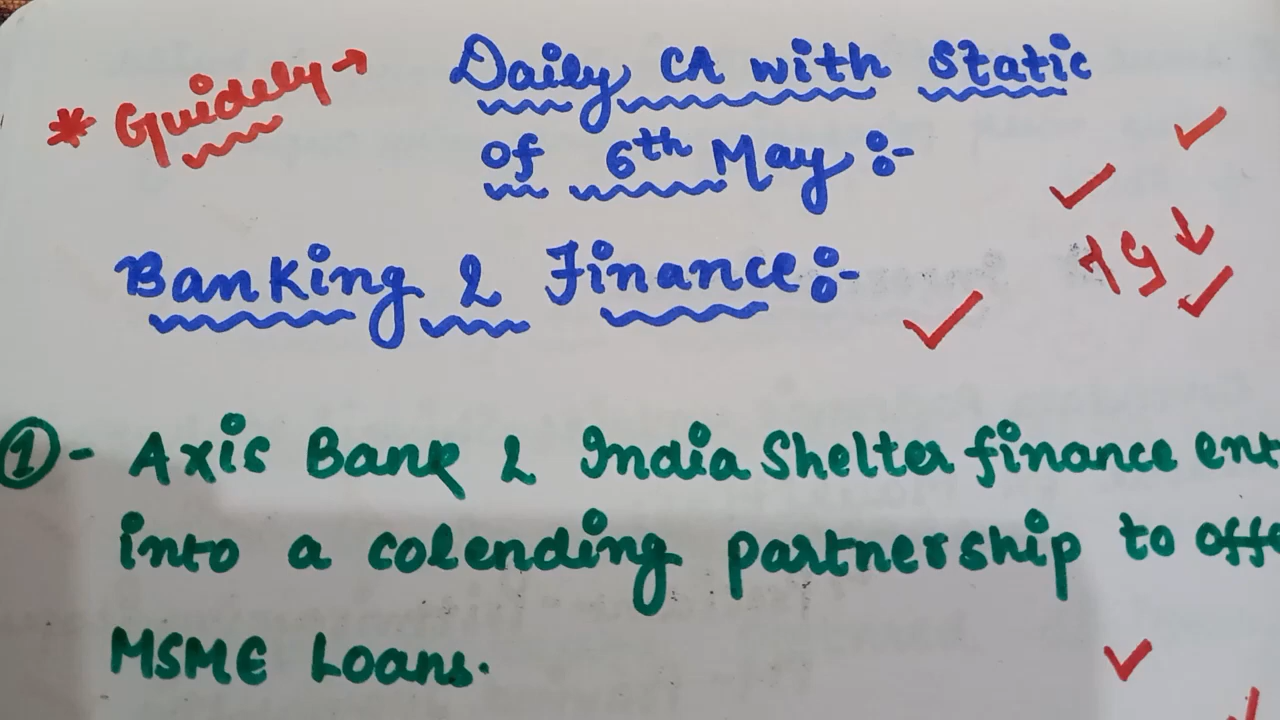 * Guidely → Daily CA with Static
of 6th May :-
Banking & Finance :-
① - Axis Bank & India Shelter finance ent
into a colending partnership to offe
MSME Loans.